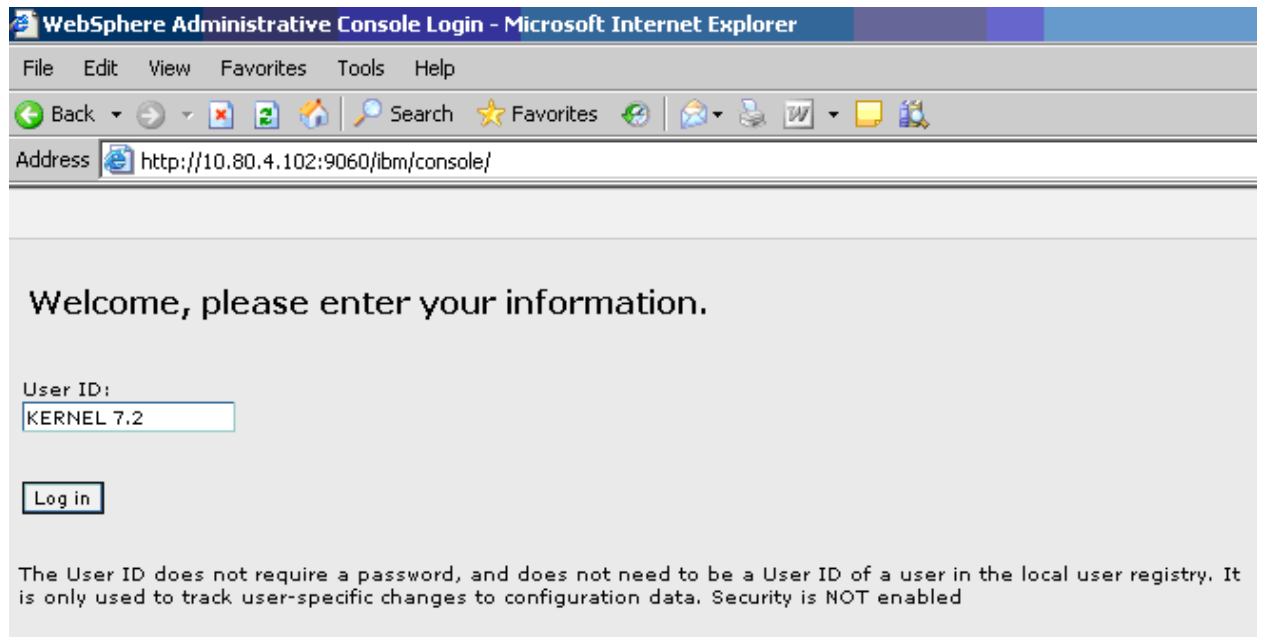 WebSphere Administrative Console Login - Microsoft Internet Explorer
File Edit View Favorites Tools Help
Back Search Favorites
Address http://10.80.4.102:9060/ibm/console/
Welcome, please enter your information.
User ID:
KERNEL 7.2
Log in
The User ID does not require a password, and does not need to be a User ID of a user in the local user registry. It
is only used to track user-specific changes to configuration data. Security is NOT enabled